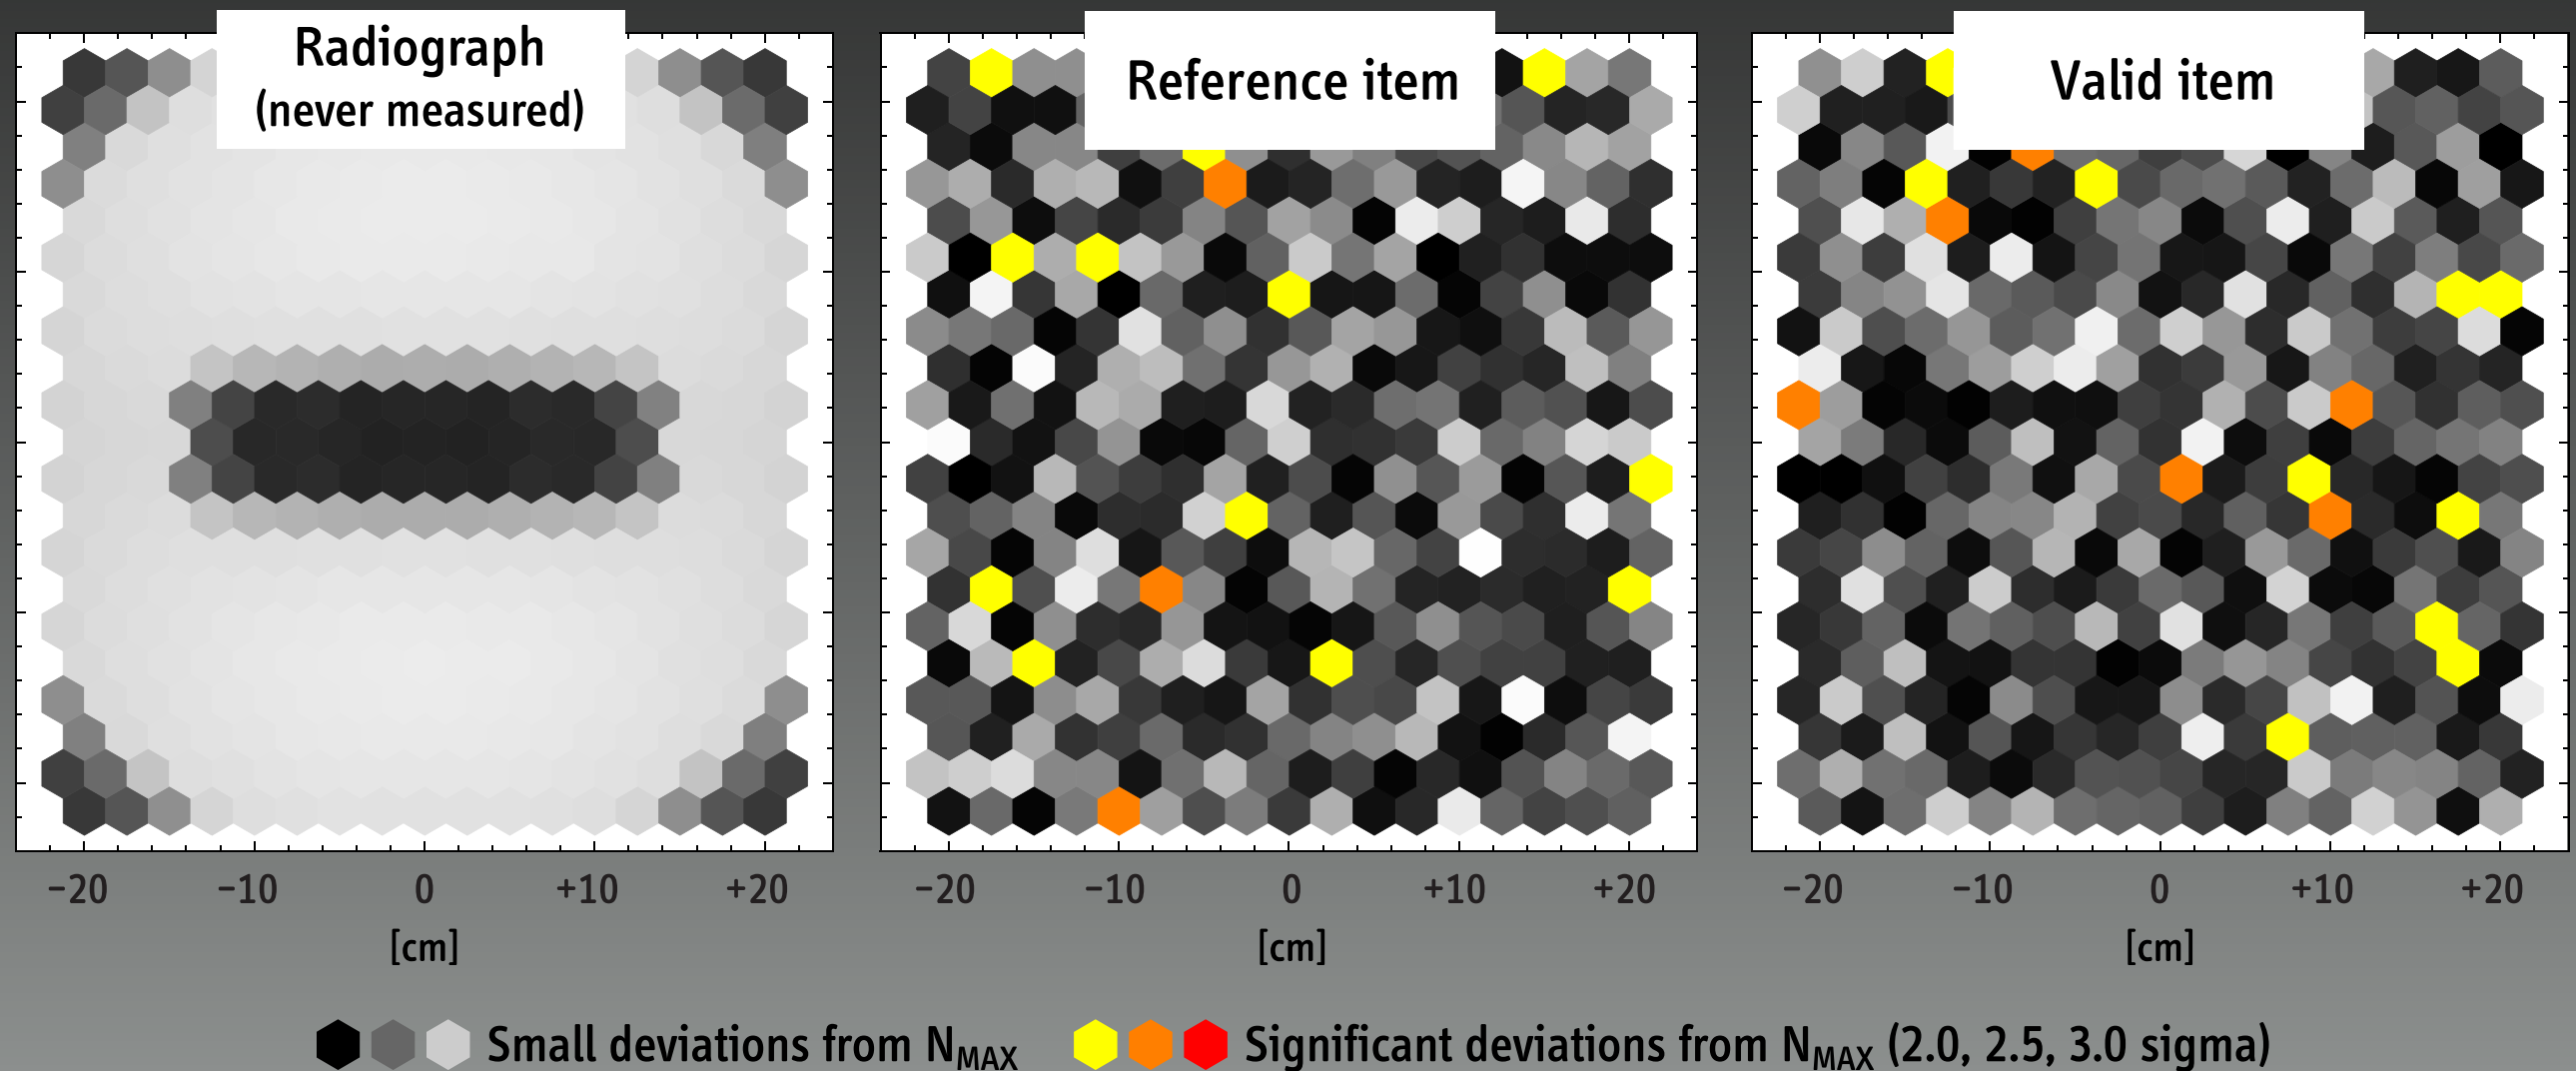 Radiograph
(never measured)
Reference item
Valid item
−20 −10 0 +10 +20
−20 −10 0 +10 +20
−20 −10 0 +10 +20
[cm]
[cm]
[cm]
Small deviations from NMAX
Significant deviations from NMAX (2.0, 2.5, 3.0 sigma)